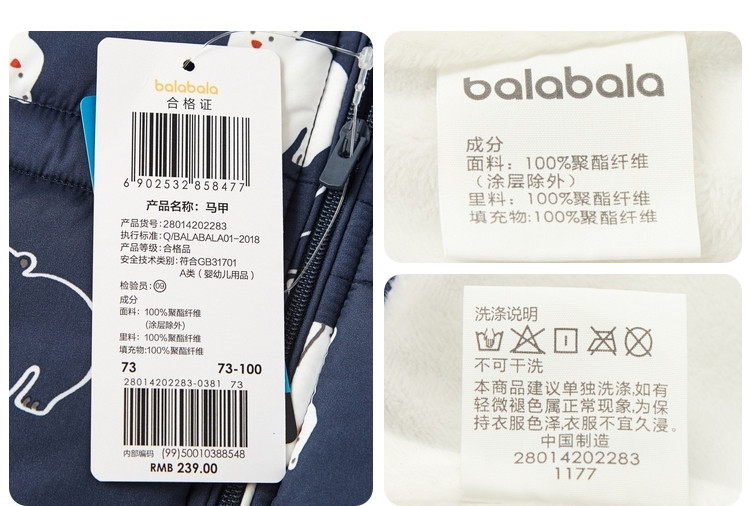 balabala
合格证
6 902532 858477
产品名称：马甲
产品货号：28014202283
执行标准：Q/BALABALA01-2018
产品等级：合格品
安全技术类别：符合GB31701
A类（婴幼儿用品）
检验员：09
成分
面料：100%聚酯纤维
(涂层除外)
里料：100%聚酯纤维
填充物:100%聚酯纤维
73 73-100
28014202283-0381 73
内部编码 (99)50010388548
RMB 239.00
balabala
成分
面料：100%聚酯纤维
（涂层除外）
里料：100%聚酯纤维
填充物:100%聚酯纤维
洗涤说明
不可干洗
本商品建议单独洗涤,如有
轻微褪色属正常现象,为保
持衣服色泽,衣服不宜久浸。
中国制造
28014202283
1177